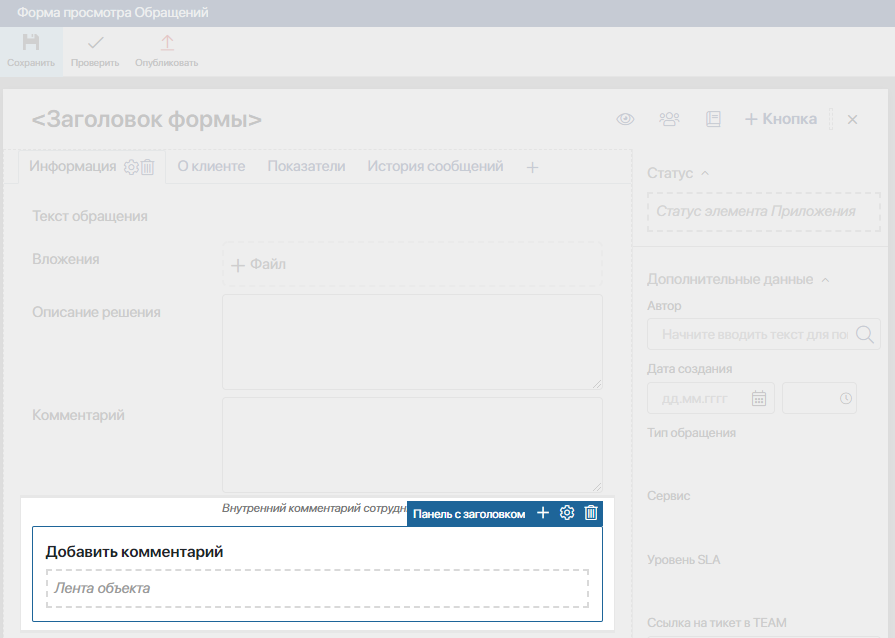 Форма просмотра Обращений
Сохранить Проверить Опубликовать
<Заголовок формы>
Кнопка
Информация О клиенте Показатели История сообщений
Текст обращения
Вложения
Файл
Описание решения
Комментарий
Внутренний комментарий сотрудн
Панель с заголовком
Добавить комментарий
Лента объекта
Статус
Статус элемента Приложения
Дополнительные данные
Автор
Начните вводить текст для по
Дата создания
дд.мм.гггг
Тип обращения
Сервис
Уровень SLA
Ссылка на тикет в TEAM